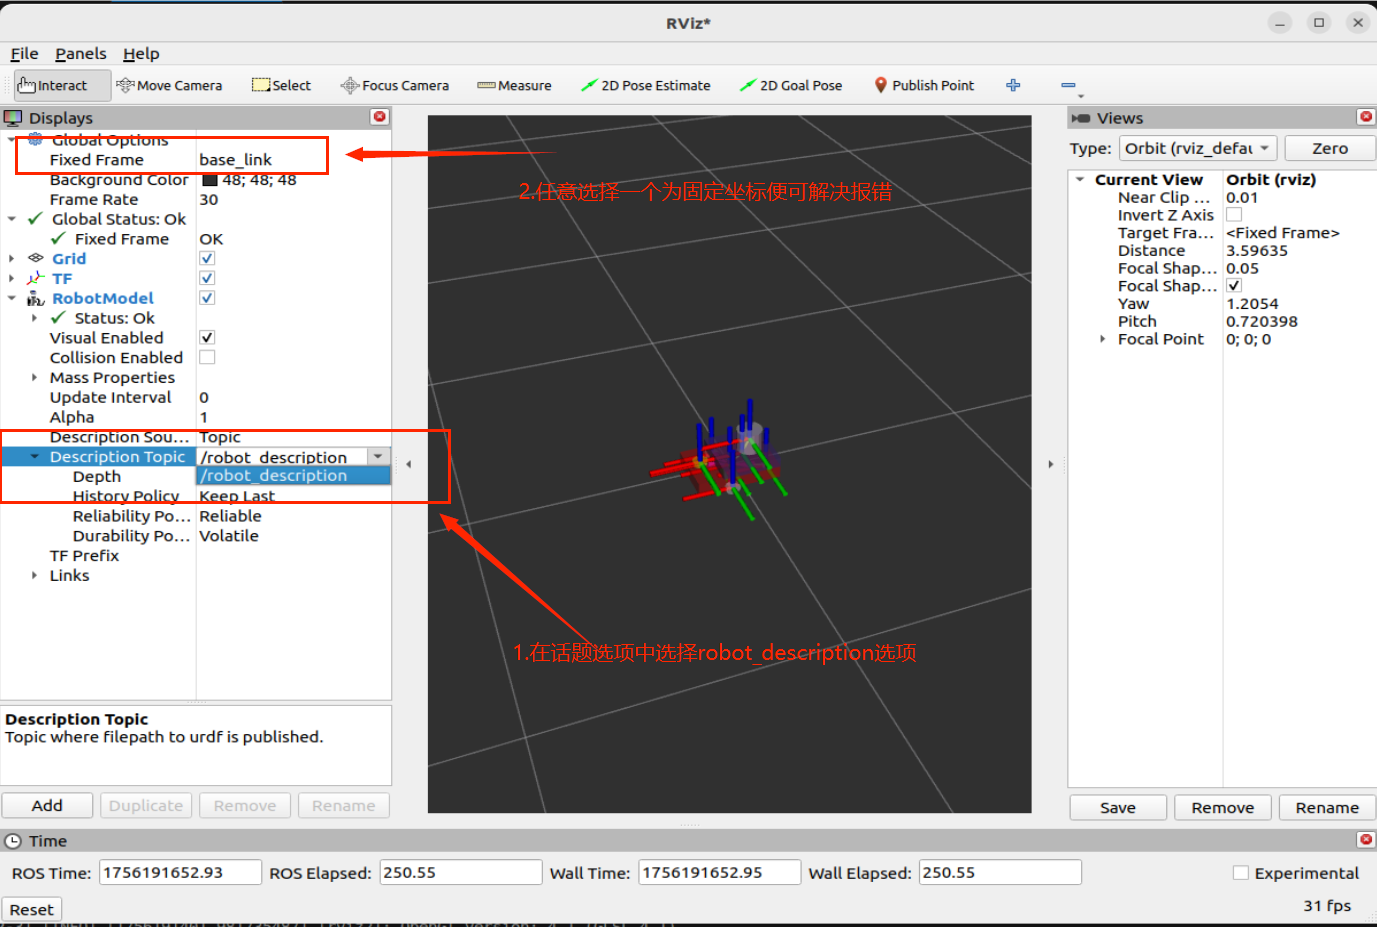 RViz*
File Panels Help
Interact Move Camera Select Focus Camera Measure 2D Pose Estimate 2D Goal Pose Publish Point
Displays
Global Options
Fixed Frame base_link
Background Color 48; 48; 48
Frame Rate 30
Global Status: Ok
Fixed Frame OK
Grid
TF
RobotModel
Status: Ok
Visual Enabled
Collision Enabled
Mass Properties
Update Interval 0
Alpha 1
Description Sou... Topic
Description Topic /robot_description
Depth /robot_description
History Policy Keep Last
Reliability Po... Reliable
Durability Po... Volatile
TF Prefix
Links
Description Topic
Topic where filepath to urdf is published.
Add Duplicate Remove Rename
2.任意选择一个为固定坐标便可解决报错
1.在话题选项中选择robot_description选项
Views
Type: Orbit (rviz_defau Zero
Current View Orbit (rviz)
Near Clip ... 0.01
Invert Z Axis
Target Fra... <Fixed Frame>
Distance 3.59635
Focal Shap... 0.05
Focal Shap...
Yaw 1.2054
Pitch 0.720398
Focal Point 0; 0; 0
Save Remove Rename
Time
ROS Time: 1756191652.93 ROS Elapsed: 250.55 Wall Time: 1756191652.95 Wall Elapsed: 250.55 Experimental
Reset 31 fps